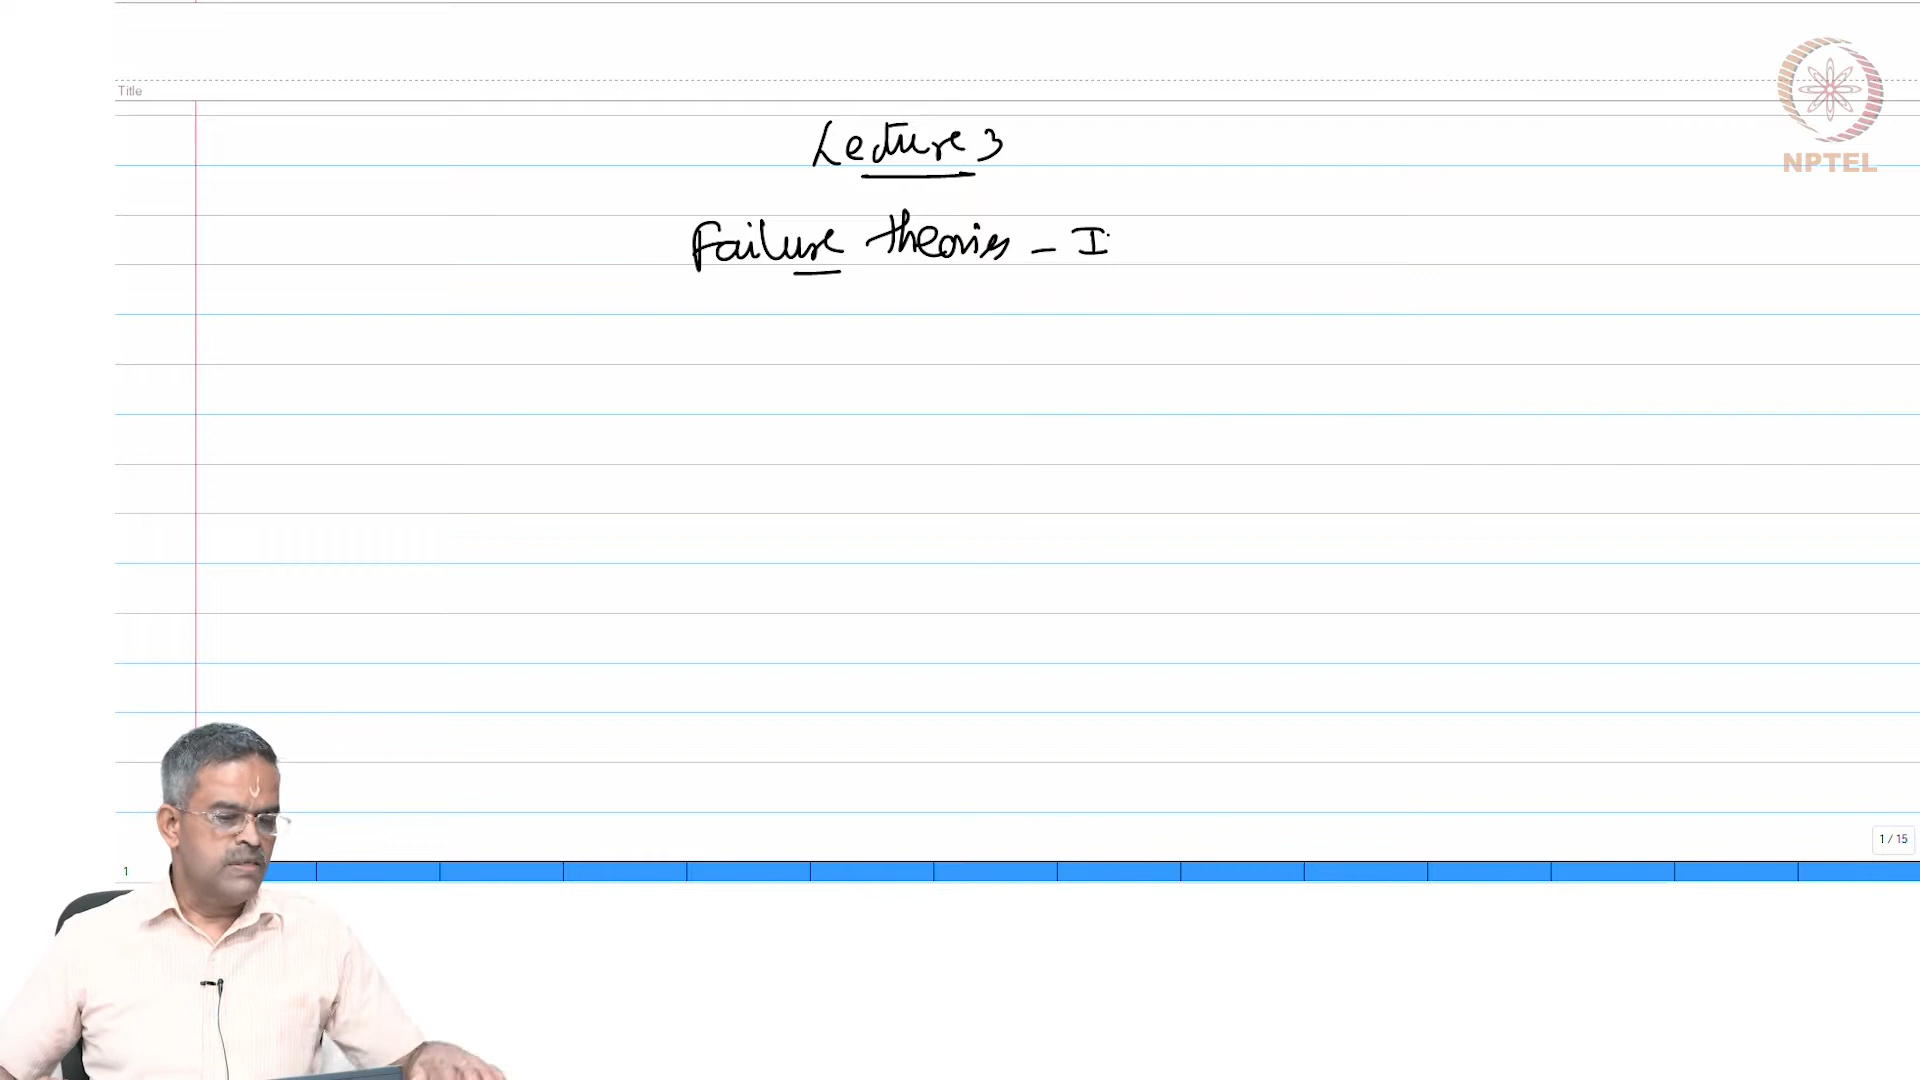 Title
Lecture 3
Failure theories - I
NPTEL
1 / 15
1